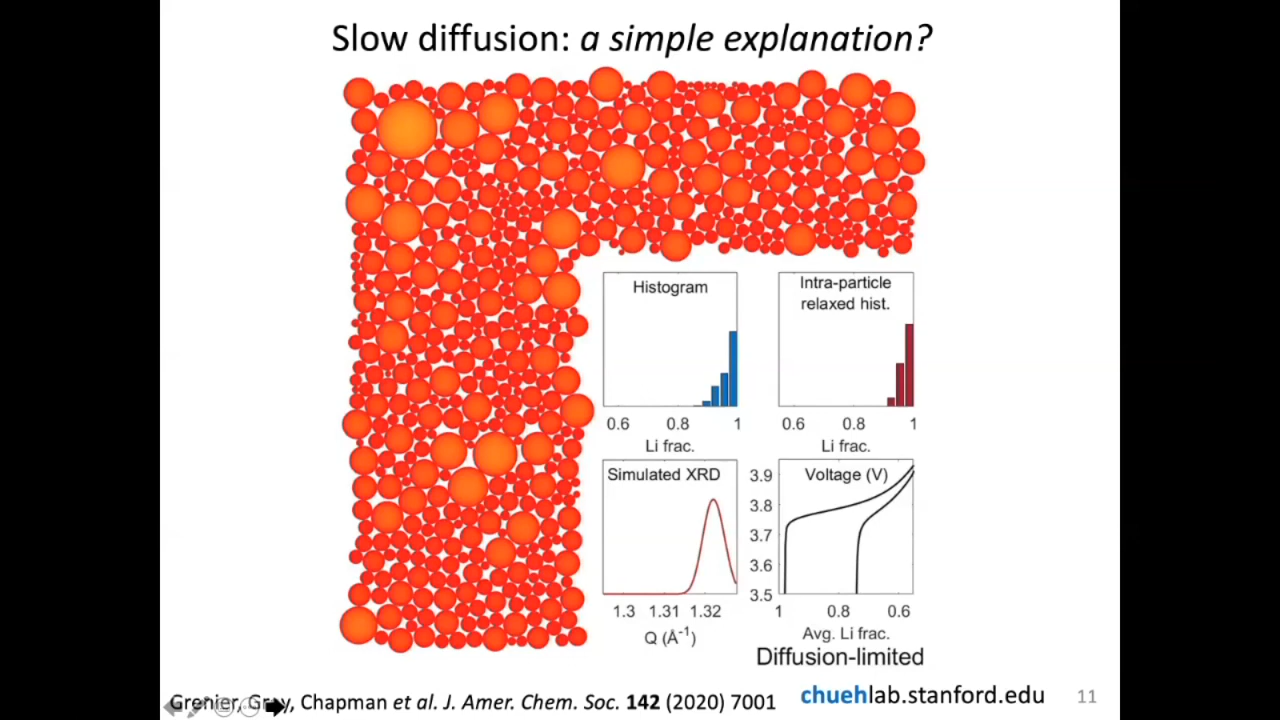 Slow diffusion: a simple explanation?
Histogram
0.6 0.8 1
Li frac.
Intra-particle
relaxed hist.
0.6 0.8 1
Li frac.
Simulated XRD
1.3 1.31 1.32
Q (Å⁻¹)
Voltage (V)
3.9
3.8
3.7
3.6
3.5
1 0.8 0.6
Avg. Li frac.
Diffusion-limited
Grenier, Grey, Chapman et al. J. Amer. Chem. Soc. 142 (2020) 7001
chuehlab.stanford.edu
11